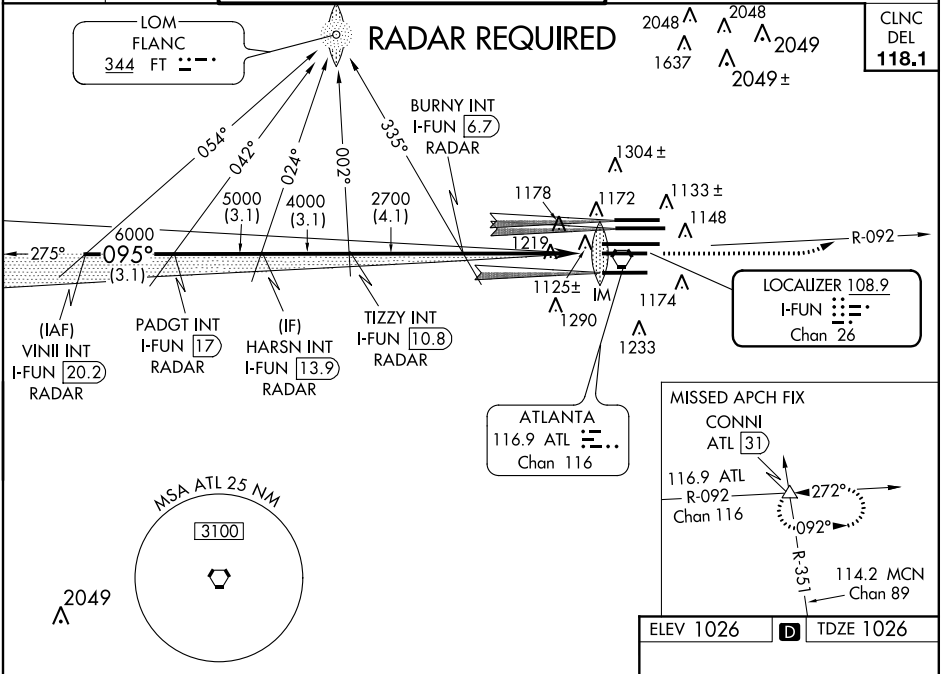 LOM
FLANC
344 FT
RADAR REQUIRED
2048
2048
2049
1637
2049 ±
CLNC
DEL
118.1
BURNY INT
I-FUN 6.7
RADAR
054°
042°
024°
002°
335°
1304 ±
1178
1172
1133 ±
1148
5000
(3.1)
4000
(3.1)
2700
(4.1)
6000
275°
095°
(3.1)
1219
R-092
1125±
IM
1174
1290
1233
LOCALIZER 108.9
I-FUN
Chan 26
(IAF)
VINII INT
I-FUN 20.2
RADAR
PADGT INT
I-FUN 17
RADAR
(IF)
HARSN INT
I-FUN 13.9
RADAR
TIZZY INT
I-FUN 10.8
RADAR
ATLANTA
116.9 ATL
Chan 116
MISSED APCH FIX
CONNI
ATL 31
116.9 ATL
R-092
Chan 116
272°
092°
R-351
114.2 MCN
Chan 89
MSA ATL 25 NM
3100
2049
ELEV 1026
D
TDZE 1026